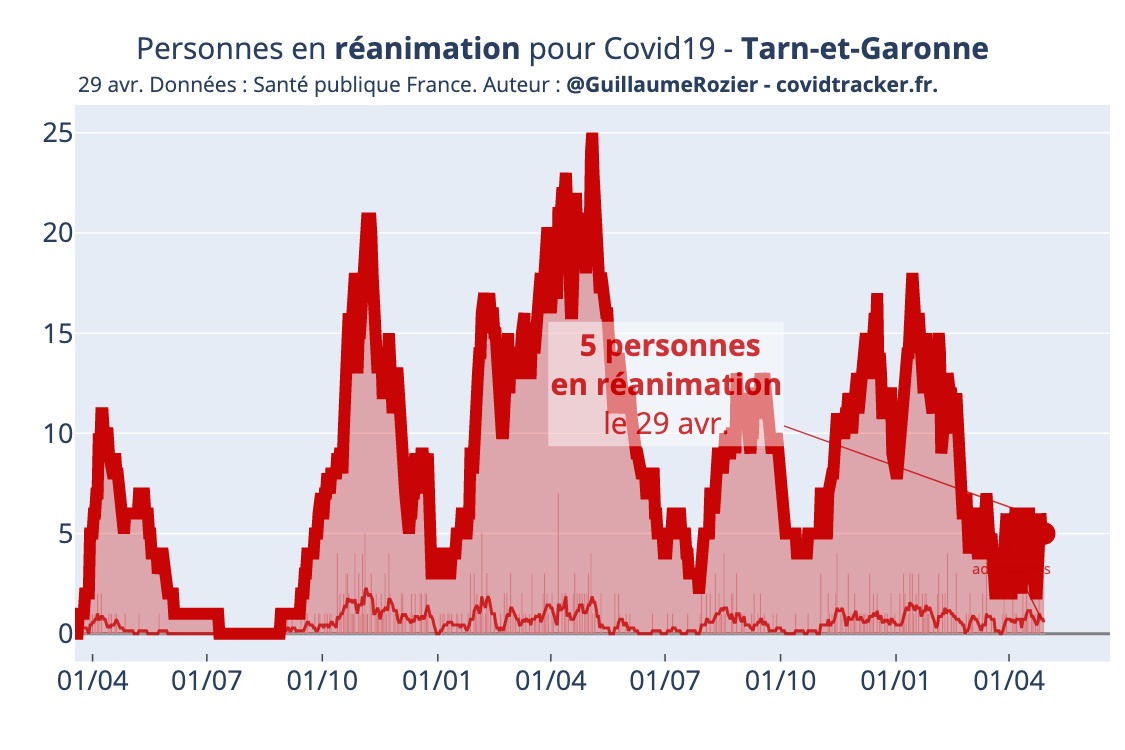 Personnes en réanimation pour Covid19 - Tarn-et-Garonne
29 avr. Données : Santé publique France. Auteur : @GuillaumeRozier - covidtracker.fr.
25
20
15
10
5
0
5 personnes
en réanimation
le 29 avr.
01/04 01/07 01/10 01/01 01/04 01/07 01/10 01/01 01/04